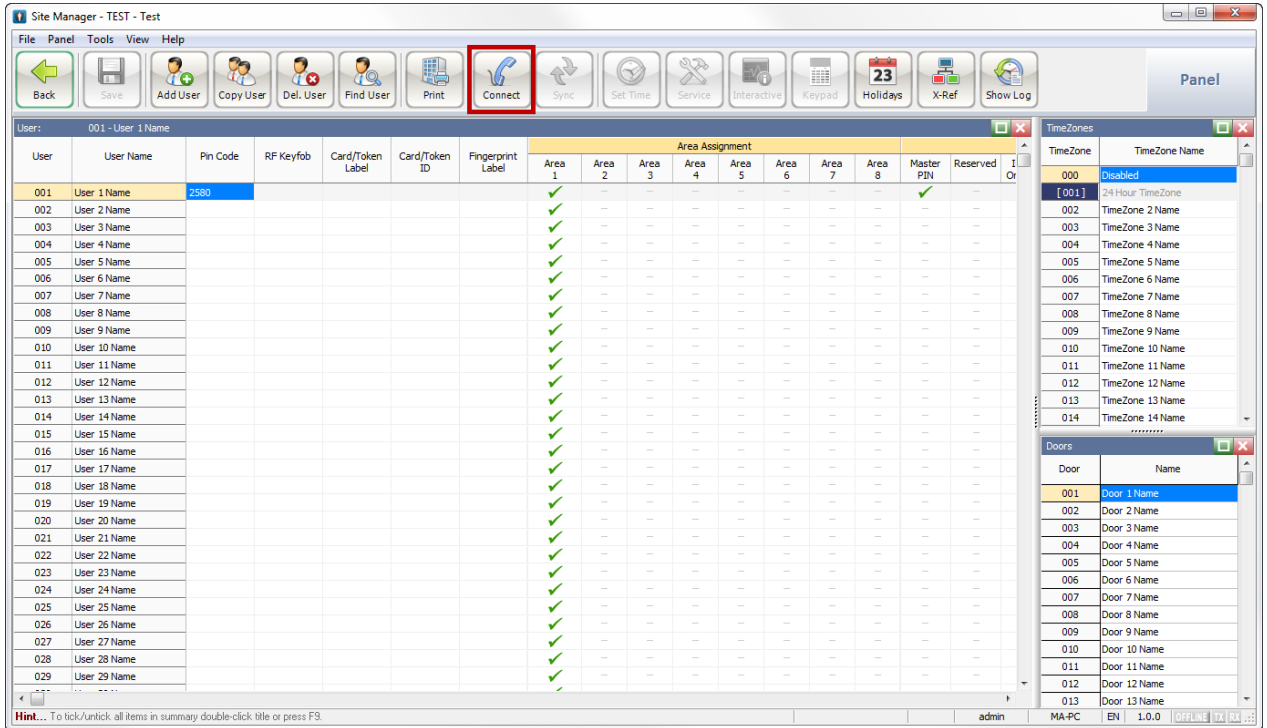 Site Manager - TEST - Test
File Panel Tools View Help
Back Save Add User Copy User Del. User Find User Print Connect Sync Set Time Service Interactive Keypad 23 Holidays X-Ref Show Log Panel
User: 001 - User 1 Name
User User Name Pin Code RF Keyfob Card/Token Label Card/Token ID Fingerprint Label Area Assignment
Area 1 Area 2 Area 3 Area 4 Area 5 Area 6 Area 7 Area 8 Master PIN Reserved
001 User 1 Name 2580
002 User 2 Name
003 User 3 Name
004 User 4 Name
005 User 5 Name
006 User 6 Name
007 User 7 Name
008 User 8 Name
009 User 9 Name
010 User 10 Name
011 User 11 Name
012 User 12 Name
013 User 13 Name
014 User 14 Name
015 User 15 Name
016 User 16 Name
017 User 17 Name
018 User 18 Name
019 User 19 Name
020 User 20 Name
021 User 21 Name
022 User 22 Name
023 User 23 Name
024 User 24 Name
025 User 25 Name
026 User 26 Name
027 User 27 Name
028 User 28 Name
029 User 29 Name
TimeZones
TimeZone TimeZone Name
000 Disabled
[001] 24 Hour TimeZone
002 TimeZone 2 Name
003 TimeZone 3 Name
004 TimeZone 4 Name
005 TimeZone 5 Name
006 TimeZone 6 Name
007 TimeZone 7 Name
008 TimeZone 8 Name
009 TimeZone 9 Name
010 TimeZone 10 Name
011 TimeZone 11 Name
012 TimeZone 12 Name
013 TimeZone 13 Name
014 TimeZone 14 Name
Doors
Door Name
001 Door 1 Name
002 Door 2 Name
003 Door 3 Name
004 Door 4 Name
005 Door 5 Name
006 Door 6 Name
007 Door 7 Name
008 Door 8 Name
009 Door 9 Name
010 Door 10 Name
011 Door 11 Name
012 Door 12 Name
013 Door 13 Name
Hint... To tick/untick all items in summary double-click title or press F9. admin MA-PC EN 1.0.0 OFFLINE TX RX